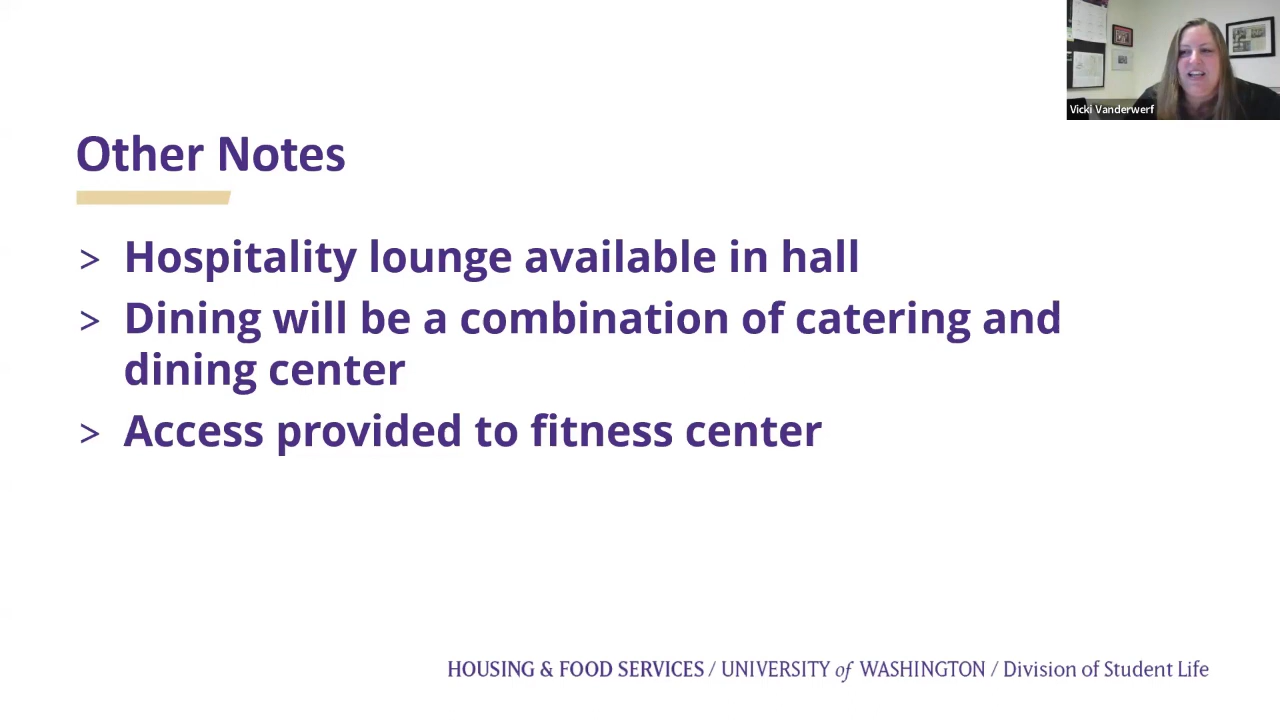 Vicki Vanderwerf
Other Notes
> Hospitality lounge available in hall
> Dining will be a combination of catering and
dining center
> Access provided to fitness center
HOUSING & FOOD SERVICES / UNIVERSITY of WASHINGTON / Division of Student Life